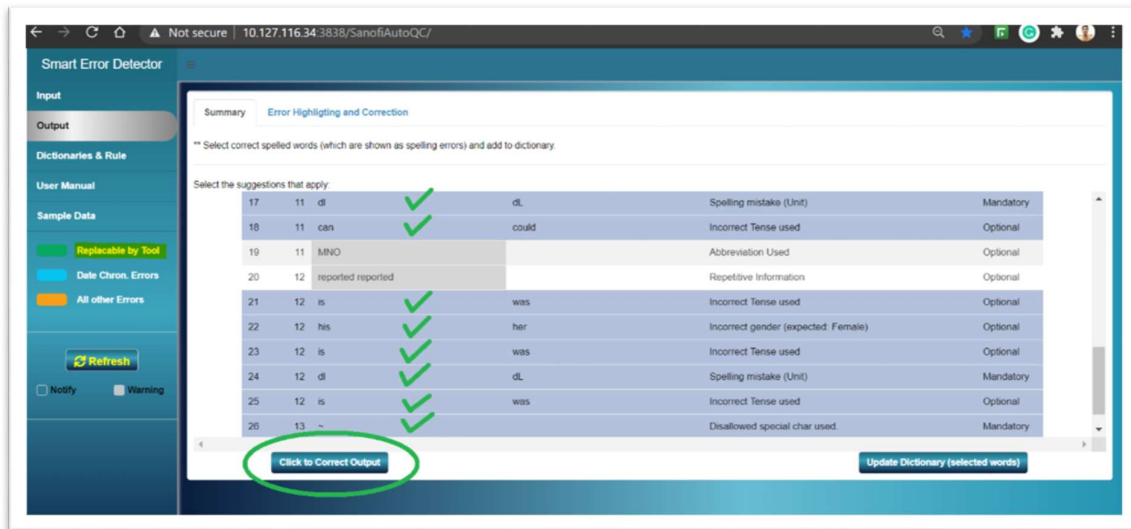 Not secure | 10.127.116.34:3838/SanofiAutoQC/
Smart Error Detector
Input
Output
Dictionaries & Rule
User Manual
Sample Data
Replacable by Tool
Date Chron. Errors
All other Errors
Refresh
Notify Warning
Summary Error Highligting and Correction
** Select correct spelled words (which are shown as spelling errors) and add to dictionary.
Select the suggestions that apply:
17 11 dl dL Spelling mistake (Unit) Mandatory
18 11 can could Incorrect Tense used Optional
19 11 MNO Abbreviation Used Optional
20 12 reported reported Repetitive Information Optional
21 12 is was Incorrect Tense used Optional
22 12 his her Incorrect gender (expected: Female) Optional
23 12 is was Incorrect Tense used Optional
24 12 dl dL Spelling mistake (Unit) Mandatory
25 12 is was Incorrect Tense used Optional
26 13 ~ Disallowed special char used. Mandatory
Click to Correct Output Update Dictionary (selected words)